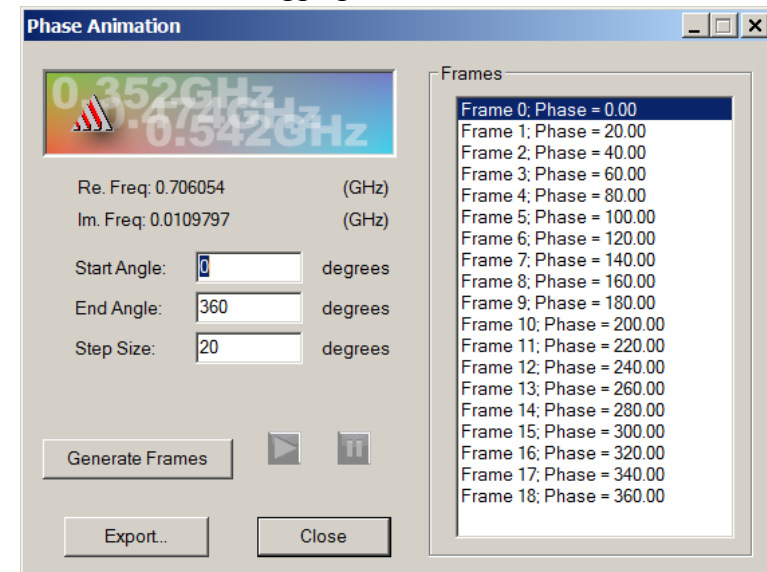 Phase Animation
0.352GHz
0.474GHz
0.542GHz
Re. Freq: 0.706054 (GHz)
Im. Freq: 0.0109797 (GHz)
Start Angle: 0 degrees
End Angle: 360 degrees
Step Size: 20 degrees
Generate Frames
Export...
Close
Frames
Frame 0; Phase = 0.00
Frame 1; Phase = 20.00
Frame 2; Phase = 40.00
Frame 3; Phase = 60.00
Frame 4; Phase = 80.00
Frame 5; Phase = 100.00
Frame 6; Phase = 120.00
Frame 7; Phase = 140.00
Frame 8; Phase = 160.00
Frame 9; Phase = 180.00
Frame 10; Phase = 200.00
Frame 11; Phase = 220.00
Frame 12; Phase = 240.00
Frame 13; Phase = 260.00
Frame 14; Phase = 280.00
Frame 15; Phase = 300.00
Frame 16; Phase = 320.00
Frame 17; Phase = 340.00
Frame 18; Phase = 360.00